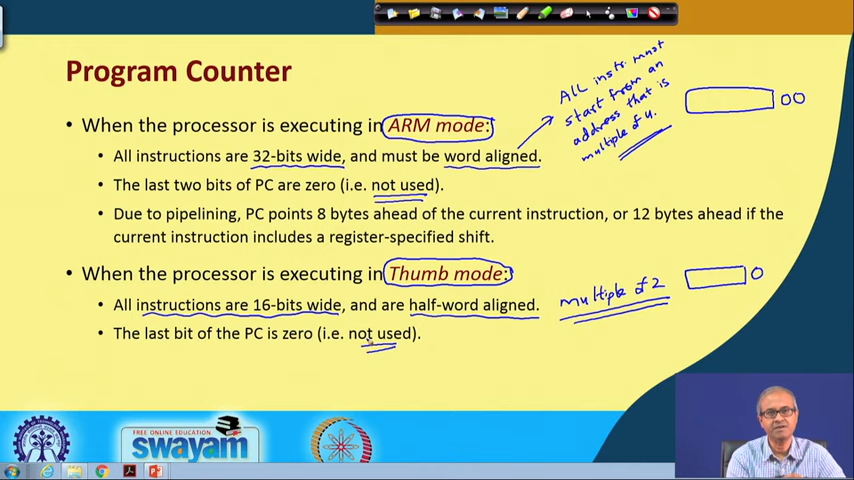 Program Counter
• When the processor is executing in ARM mode:
• All instructions are 32-bits wide, and must be word aligned.
• The last two bits of PC are zero (i.e. not used).
• Due to pipelining, PC points 8 bytes ahead of the current instruction, or 12 bytes ahead if the
current instruction includes a register-specified shift.
ALL instr. must
start from an
address that is
multiple of 4.
00
• When the processor is executing in Thumb mode:
• All instructions are 16-bits wide, and are half-word aligned.
• The last bit of the PC is zero (i.e. not used).
multiple of 2
0
FREE ONLINE EDUCATION
swayam